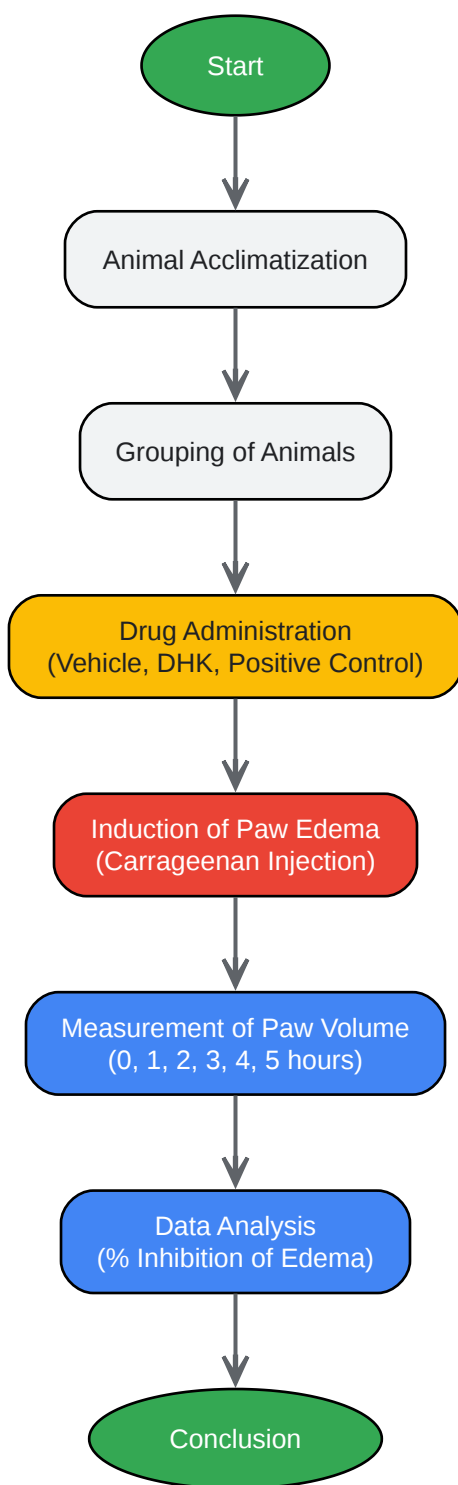 Start
Animal Acclimatization
Grouping of Animals
Drug Administration
(Vehicle, DHK, Positive Control)
Induction of Paw Edema
(Carrageenan Injection)
Measurement of Paw Volume
(0, 1, 2, 3, 4, 5 hours)
Data Analysis
(% Inhibition of Edema)
Conclusion